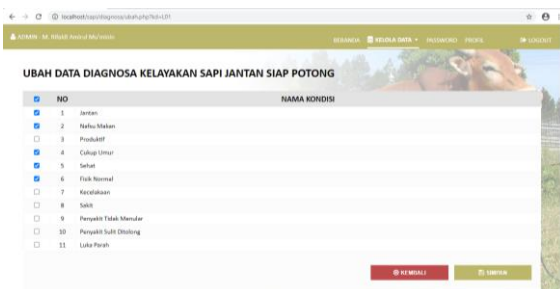 localhost/sapi/diagnosa/ubah.php?kd=L01
ADMIN - M. Rifaldi Amirul Mu'minin
BERANDA KELOLA DATA PASSWORD PROFIL LOGOUT
UBAH DATA DIAGNOSA KELAYAKAN SAPI JANTAN SIAP POTONG
NO NAMA KONDISI
1 Jantan
2 Nafsu Makan
3 Produktif
4 Cukup Umur
5 Sehat
6 Fisik Normal
7 Kecelakaan
8 Sakit
9 Penyakit Tidak Menular
10 Penyakit Sulit Ditolong
11 Luka Parah
KEMBALI SIMPAN